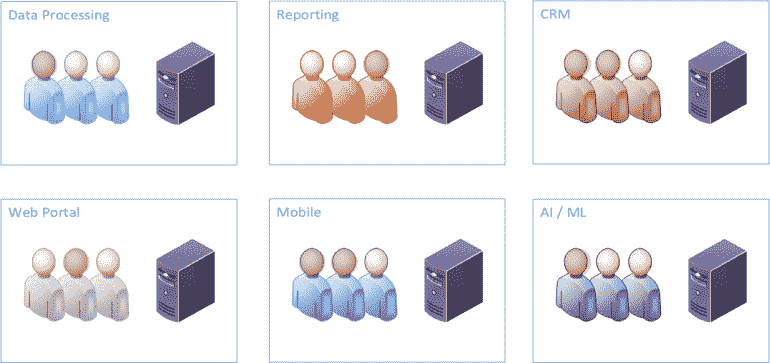 Data Processing
Reporting
CRM
Web Portal
Mobile
AI / ML